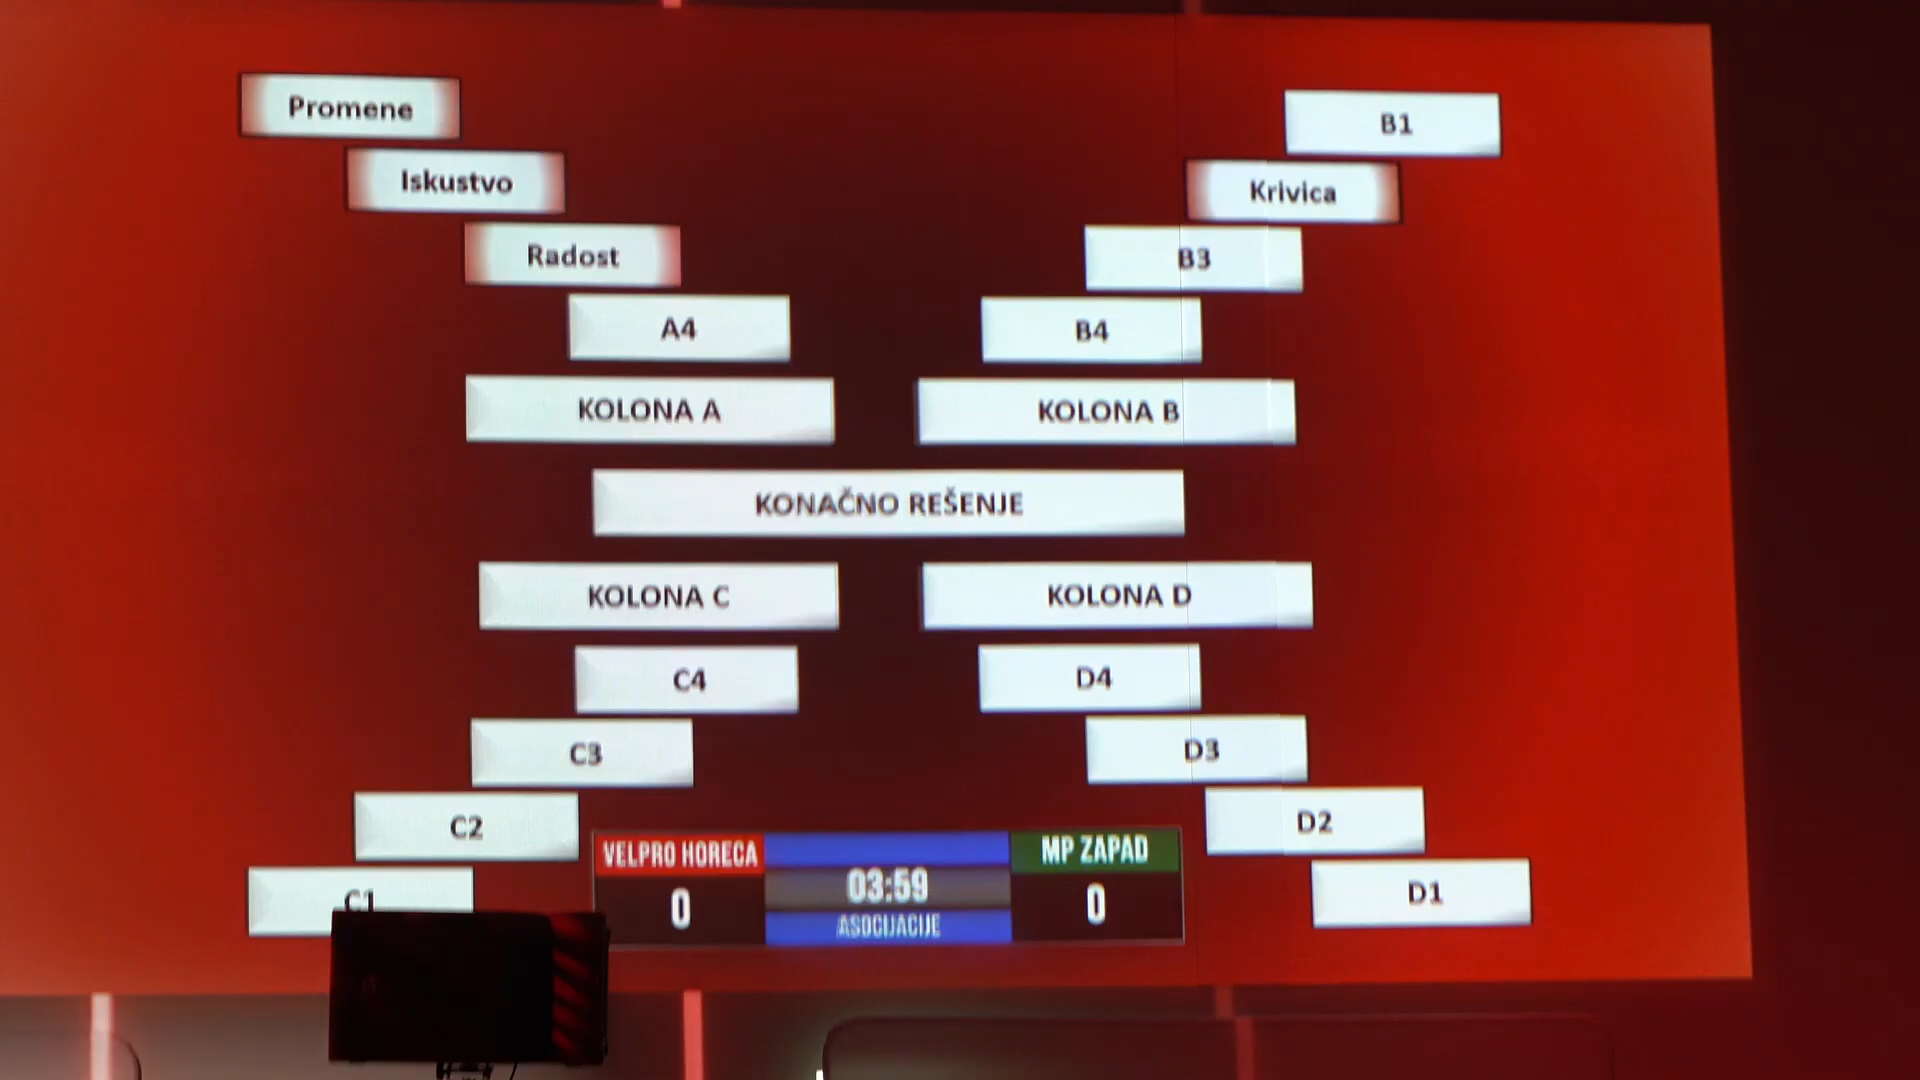 Promene
B1
Iskustvo
Krivica
Radost
B3
A4
B4
KOLONA A
KOLONA B
KONAČNO REŠENJE
KOLONA C
KOLONA D
C4
D4
C3
D3
C2
D2
C1
D1
VELPRO HORECA
MP ZAPAD
0
03:59
0
ASOCIJACIJE